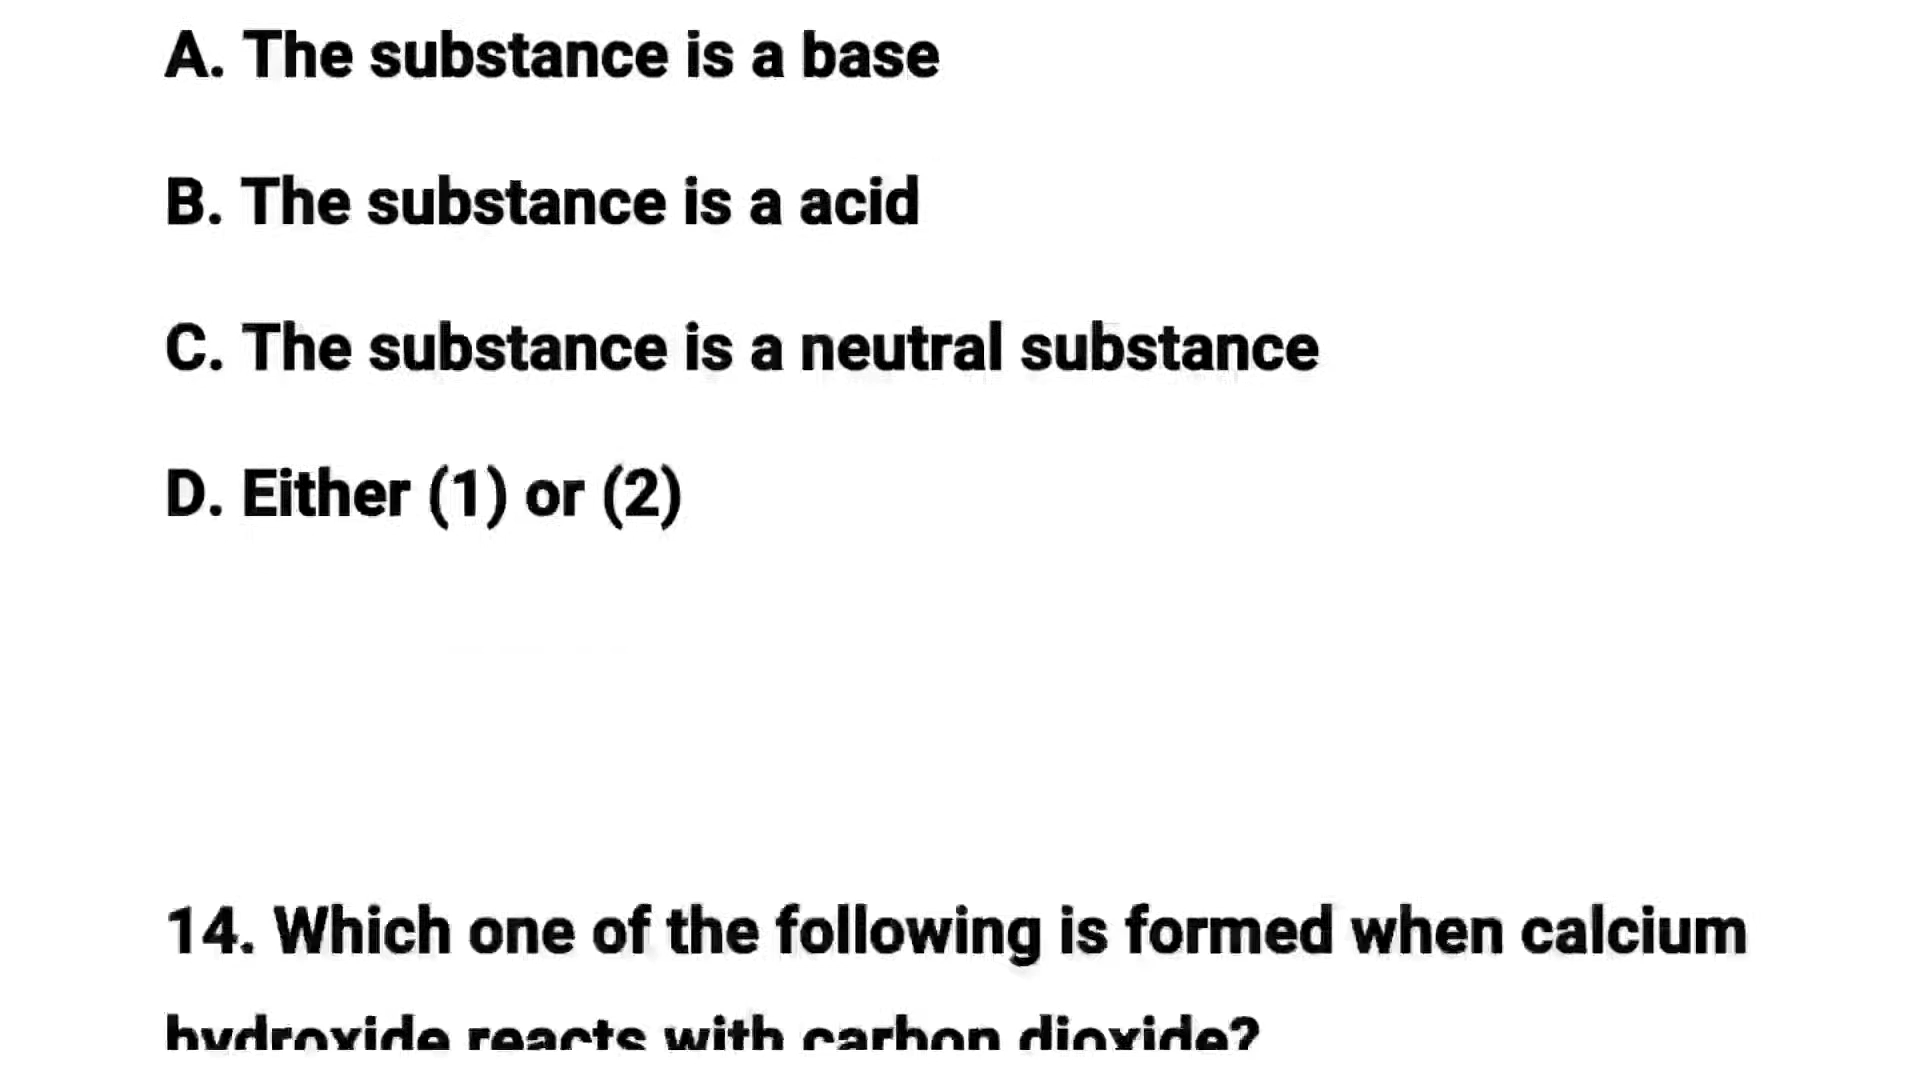 A. The substance is a base
B. The substance is a acid
C. The substance is a neutral substance
D. Either (1) or (2)
14. Which one of the following is formed when calcium
hydroxide reacts with carbon dioxide?